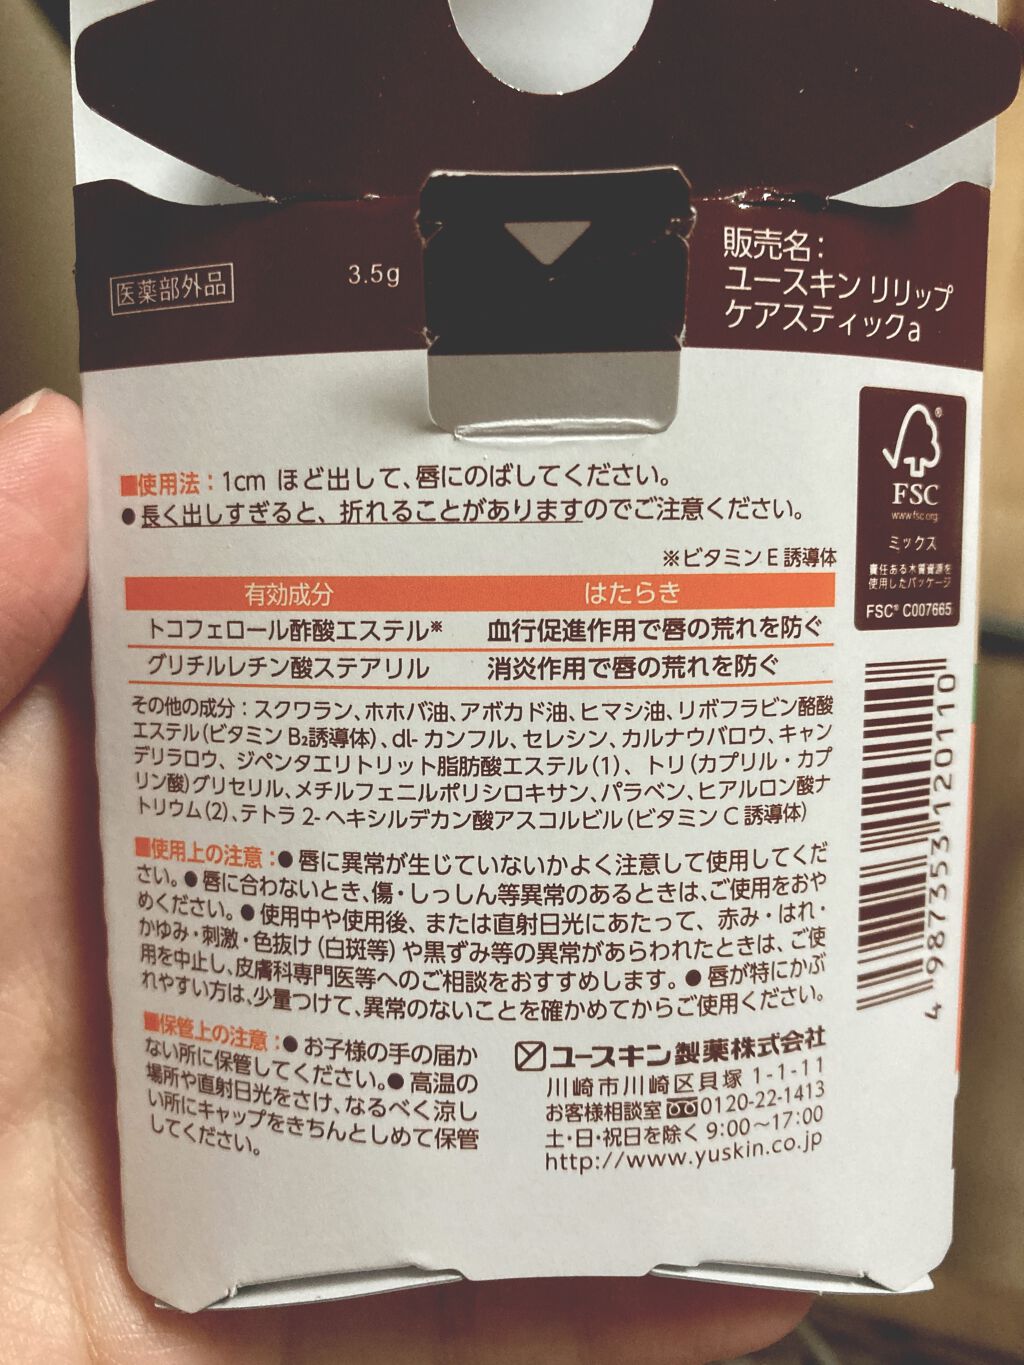 医薬部外品
3.5g
販売名：
ユースキン リリップ
ケアスティックa
■使用法：1cm ほど出して、唇にのばしてください。
●長く出しすぎると、折れることがありますのでご注意ください。
※ビタミンE誘導体
有効成分 はたらき
トコフェロール酢酸エステル※ 血行促進作用で唇の荒れを防ぐ
グリチルレチン酸ステアリル 消炎作用で唇の荒れを防ぐ
その他の成分：スクワラン、ホホバ油、アボカド油、ヒマシ油、リボフラビン酪酸
エステル（ビタミンB₂誘導体）、dl-カンフル、セレシン、カルナウバロウ、キャン
デリラロウ、ジペンタエリトリット脂肪酸エステル（1）、トリ（カプリル・カプ
リン酸）グリセリル、メチルフェニルポリシロキサン、パラベン、ヒアルロン酸ナ
トリウム（2）、テトラ2-ヘキシルデカン酸アスコルビル（ビタミンC誘導体）
■使用上の注意：●唇に異常が生じていないかよく注意して使用してくだ
さい。●唇に合わないとき、傷・しっしん等異常のあるときは、ご使用をおや
めください。●使用中や使用後、または直射日光にあたって、赤み・はれ・
かゆみ・刺激・色抜け（白斑等）や黒ずみ等の異常があらわれたときは、ご使
用を中止し、皮膚科専門医等へのご相談をおすすめします。●唇が特にかぶ
れやすい方は、少量つけて、異常のないことを確かめてからご使用ください。
■保管上の注意：●お子様の手の届か
ない所に保管してください。●高温の
場所や直射日光をさけ、なるべく涼し
い所にキャップをきちんとしめて保管
してください。
ユースキン製薬株式会社
川崎市川崎区貝塚 1-1-11
お客様相談室 0120-22-1413
土・日・祝日を除く 9:00～17:00
http://www.yuskin.co.jp
FSC
www.fsc.org
ミックス
責任ある木質資源を
使用したパッケージ
FSC® C007665
4 987353 120110